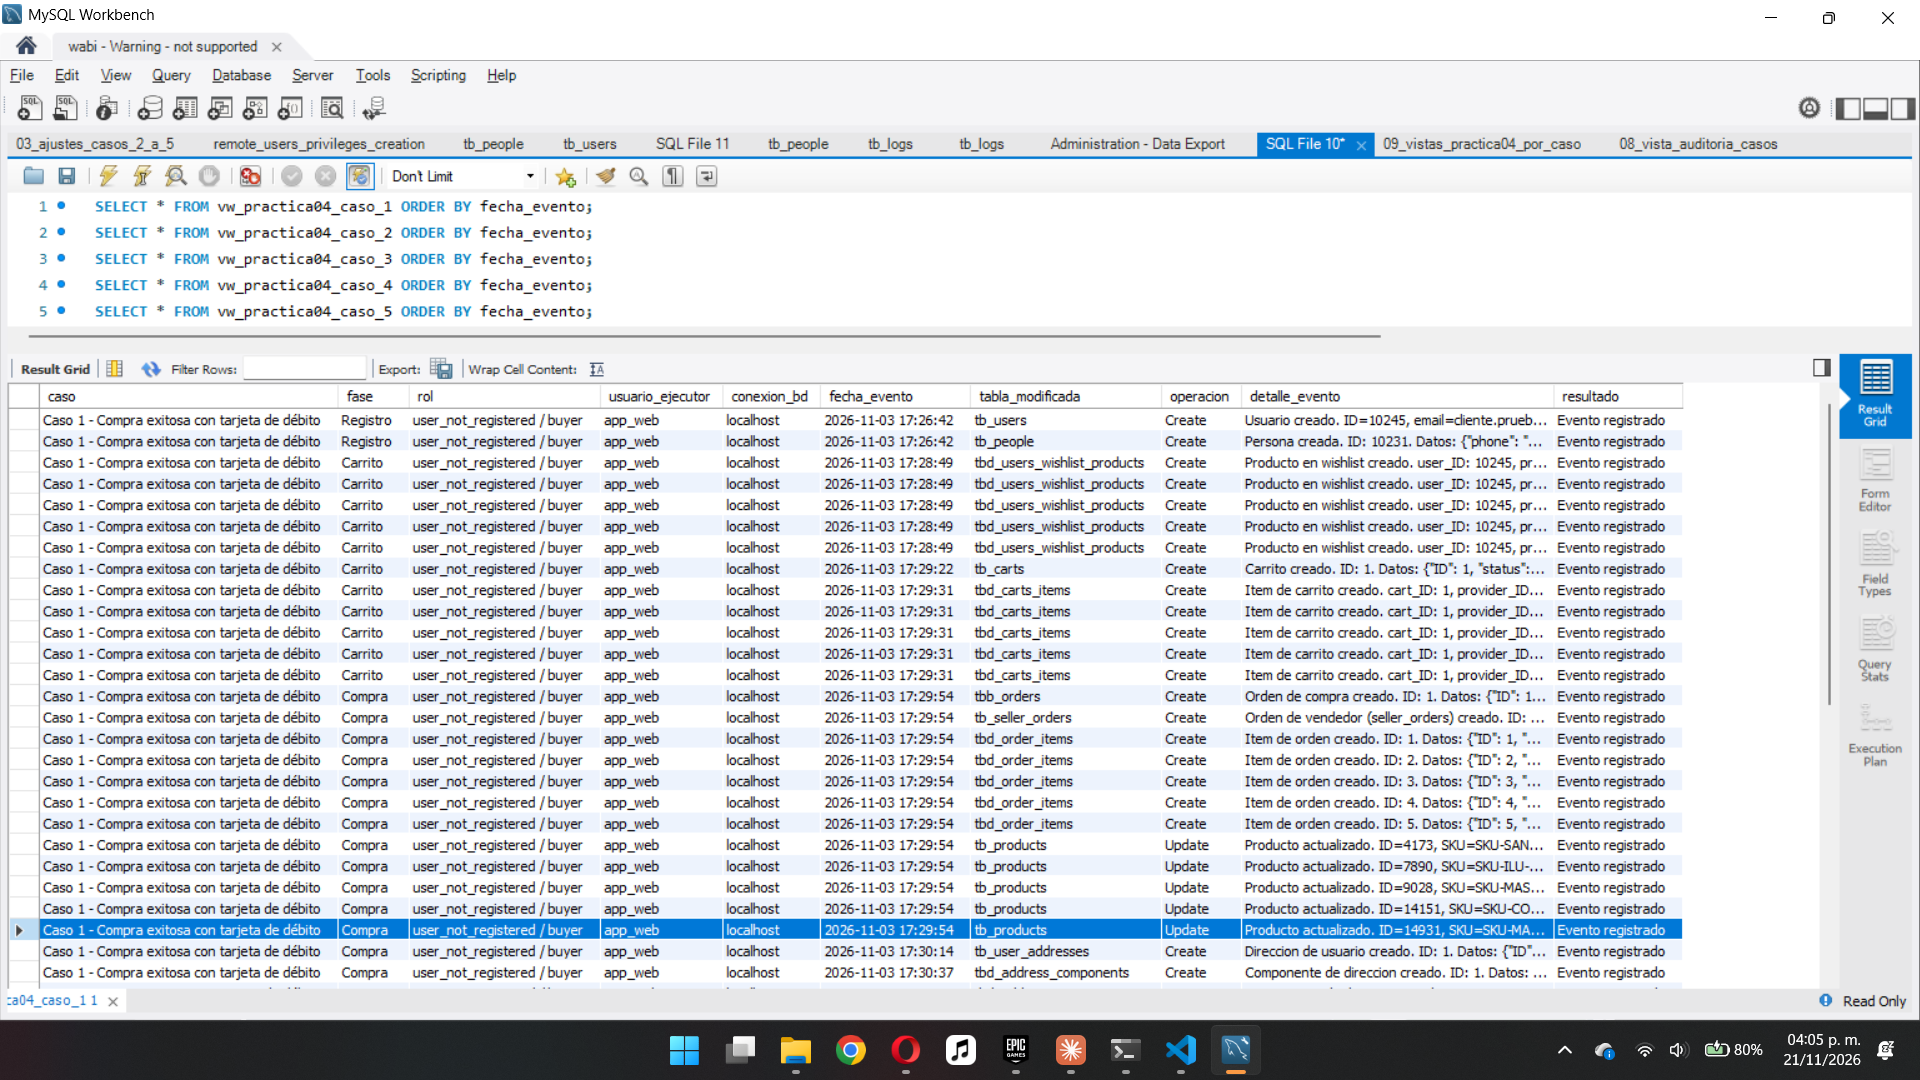 MySQL Workbench
wabi - Warning - not supported
File Edit View Query Database Server Tools Scripting Help
03_ajustes_casos_2_a_5 remote_users_privileges_creation tb_people tb_users SQL File 11 tb_people tb_logs tb_logs Administration - Data Export SQL File 10* 09_vistas_practica04_por_caso 08_vista_auditoria_casos
Don't Limit
1 SELECT * FROM vw_practica04_caso_1 ORDER BY fecha_evento;
2 SELECT * FROM vw_practica04_caso_2 ORDER BY fecha_evento;
3 SELECT * FROM vw_practica04_caso_3 ORDER BY fecha_evento;
4 SELECT * FROM vw_practica04_caso_4 ORDER BY fecha_evento;
5 SELECT * FROM vw_practica04_caso_5 ORDER BY fecha_evento;
Result Grid Filter Rows: Export: Wrap Cell Content:
caso fase rol usuario_ejecutor conexion_bd fecha_evento tabla_modificada operacion detalle_evento resultado
Caso 1 - Compra exitosa con tarjeta de débito Registro user_not_registered / buyer app_web localhost 2026-11-03 17:26:42 tb_users Create Usuario creado. ID=10245, email=cliente.prueb... Evento registrado
Caso 1 - Compra exitosa con tarjeta de débito Registro user_not_registered / buyer app_web localhost 2026-11-03 17:26:42 tb_people Create Persona creada. ID: 10231. Datos: {"phone": "... Evento registrado
Caso 1 - Compra exitosa con tarjeta de débito Carrito user_not_registered / buyer app_web localhost 2026-11-03 17:28:49 tbd_users_wishlist_products Create Producto en wishlist creado. user_ID: 10245, pr... Evento registrado
Caso 1 - Compra exitosa con tarjeta de débito Carrito user_not_registered / buyer app_web localhost 2026-11-03 17:28:49 tbd_users_wishlist_products Create Producto en wishlist creado. user_ID: 10245, pr... Evento registrado
Caso 1 - Compra exitosa con tarjeta de débito Carrito user_not_registered / buyer app_web localhost 2026-11-03 17:28:49 tbd_users_wishlist_products Create Producto en wishlist creado. user_ID: 10245, pr... Evento registrado
Caso 1 - Compra exitosa con tarjeta de débito Carrito user_not_registered / buyer app_web localhost 2026-11-03 17:28:49 tbd_users_wishlist_products Create Producto en wishlist creado. user_ID: 10245, pr... Evento registrado
Caso 1 - Compra exitosa con tarjeta de débito Carrito user_not_registered / buyer app_web localhost 2026-11-03 17:28:49 tbd_users_wishlist_products Create Producto en wishlist creado. user_ID: 10245, pr... Evento registrado
Caso 1 - Compra exitosa con tarjeta de débito Carrito user_not_registered / buyer app_web localhost 2026-11-03 17:29:22 tb_carts Create Carrito creado. ID: 1. Datos: {"ID": 1, "status":... Evento registrado
Caso 1 - Compra exitosa con tarjeta de débito Carrito user_not_registered / buyer app_web localhost 2026-11-03 17:29:31 tbd_carts_items Create Item de carrito creado. cart_ID: 1, provider_ID... Evento registrado
Caso 1 - Compra exitosa con tarjeta de débito Carrito user_not_registered / buyer app_web localhost 2026-11-03 17:29:31 tbd_carts_items Create Item de carrito creado. cart_ID: 1, provider_ID... Evento registrado
Caso 1 - Compra exitosa con tarjeta de débito Carrito user_not_registered / buyer app_web localhost 2026-11-03 17:29:31 tbd_carts_items Create Item de carrito creado. cart_ID: 1, provider_ID... Evento registrado
Caso 1 - Compra exitosa con tarjeta de débito Carrito user_not_registered / buyer app_web localhost 2026-11-03 17:29:31 tbd_carts_items Create Item de carrito creado. cart_ID: 1, provider_ID... Evento registrado
Caso 1 - Compra exitosa con tarjeta de débito Carrito user_not_registered / buyer app_web localhost 2026-11-03 17:29:31 tbd_carts_items Create Item de carrito creado. cart_ID: 1, provider_ID... Evento registrado
Caso 1 - Compra exitosa con tarjeta de débito Compra user_not_registered / buyer app_web localhost 2026-11-03 17:29:54 tbb_orders Create Orden de compra creado. ID: 1. Datos: {"ID": 1... Evento registrado
Caso 1 - Compra exitosa con tarjeta de débito Compra user_not_registered / buyer app_web localhost 2026-11-03 17:29:54 tb_seller_orders Create Orden de vendedor (seller_orders) creado. ID: ... Evento registrado
Caso 1 - Compra exitosa con tarjeta de débito Compra user_not_registered / buyer app_web localhost 2026-11-03 17:29:54 tbd_order_items Create Item de orden creado. ID: 1. Datos: {"ID": 1, "... Evento registrado
Caso 1 - Compra exitosa con tarjeta de débito Compra user_not_registered / buyer app_web localhost 2026-11-03 17:29:54 tbd_order_items Create Item de orden creado. ID: 2. Datos: {"ID": 2, "... Evento registrado
Caso 1 - Compra exitosa con tarjeta de débito Compra user_not_registered / buyer app_web localhost 2026-11-03 17:29:54 tbd_order_items Create Item de orden creado. ID: 3. Datos: {"ID": 3, "... Evento registrado
Caso 1 - Compra exitosa con tarjeta de débito Compra user_not_registered / buyer app_web localhost 2026-11-03 17:29:54 tbd_order_items Create Item de orden creado. ID: 4. Datos: {"ID": 4, "... Evento registrado
Caso 1 - Compra exitosa con tarjeta de débito Compra user_not_registered / buyer app_web localhost 2026-11-03 17:29:54 tbd_order_items Create Item de orden creado. ID: 5. Datos: {"ID": 5, "... Evento registrado
Caso 1 - Compra exitosa con tarjeta de débito Compra user_not_registered / buyer app_web localhost 2026-11-03 17:29:54 tb_products Update Producto actualizado. ID=4173, SKU=SKU-SAN... Evento registrado
Caso 1 - Compra exitosa con tarjeta de débito Compra user_not_registered / buyer app_web localhost 2026-11-03 17:29:54 tb_products Update Producto actualizado. ID=7890, SKU=SKU-ILU-... Evento registrado
Caso 1 - Compra exitosa con tarjeta de débito Compra user_not_registered / buyer app_web localhost 2026-11-03 17:29:54 tb_products Update Producto actualizado. ID=9028, SKU=SKU-MAS... Evento registrado
Caso 1 - Compra exitosa con tarjeta de débito Compra user_not_registered / buyer app_web localhost 2026-11-03 17:29:54 tb_products Update Producto actualizado. ID=14151, SKU=SKU-CO... Evento registrado
Caso 1 - Compra exitosa con tarjeta de débito Compra user_not_registered / buyer app_web localhost 2026-11-03 17:29:54 tb_products Update Producto actualizado. ID=14931, SKU=SKU-MA... Evento registrado
Caso 1 - Compra exitosa con tarjeta de débito Compra user_not_registered / buyer app_web localhost 2026-11-03 17:30:14 tb_user_addresses Create Direccion de usuario creado. ID: 1. Datos: {"ID"... Evento registrado
Caso 1 - Compra exitosa con tarjeta de débito Compra user_not_registered / buyer app_web localhost 2026-11-03 17:30:37 tbd_address_components Create Componente de direccion creado. ID: 1. Datos: ... Evento registrado
Result Grid
Form Editor
Field Types
Query Stats
Execution Plan
ca04_caso_1 1
Read Only
EPIC GAMES
80%
04:05 p. m.
21/11/2026